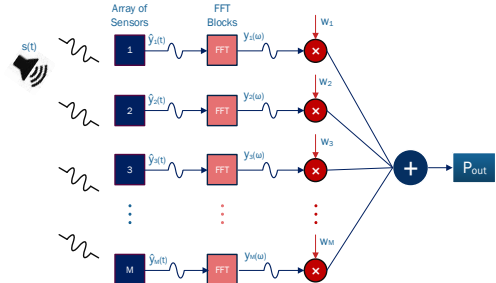 Array of
Sensors
FFT
Blocks
s(t)
w₁
1
ŷ₁(t)
FFT
y₁(ω)
×
w₂
2
ŷ₂(t)
FFT
y₂(ω)
×
w₃
3
ŷ₃(t)
FFT
y₃(ω)
×
+
Pout
wM
M
ŷM(t)
FFT
yM(ω)
×